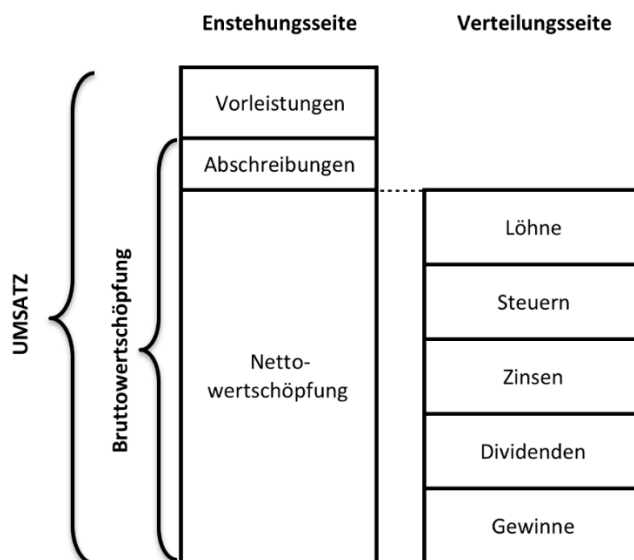 Enstehungsseite
Verteilungsseite
Vorleistungen
Abschreibungen
Netto-
wertschöpfung
UMSATZ
Bruttowertschöpfung
Löhne
Steuern
Zinsen
Dividenden
Gewinne